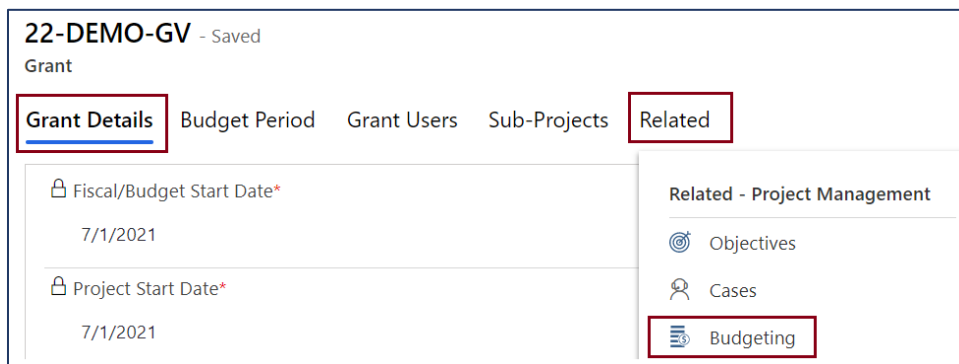 22-DEMO-GV - Saved
Grant
Grant Details Budget Period Grant Users Sub-Projects Related
Fiscal/Budget Start Date*
7/1/2021
Project Start Date*
7/1/2021
Related - Project Management
Objectives
Cases
Budgeting